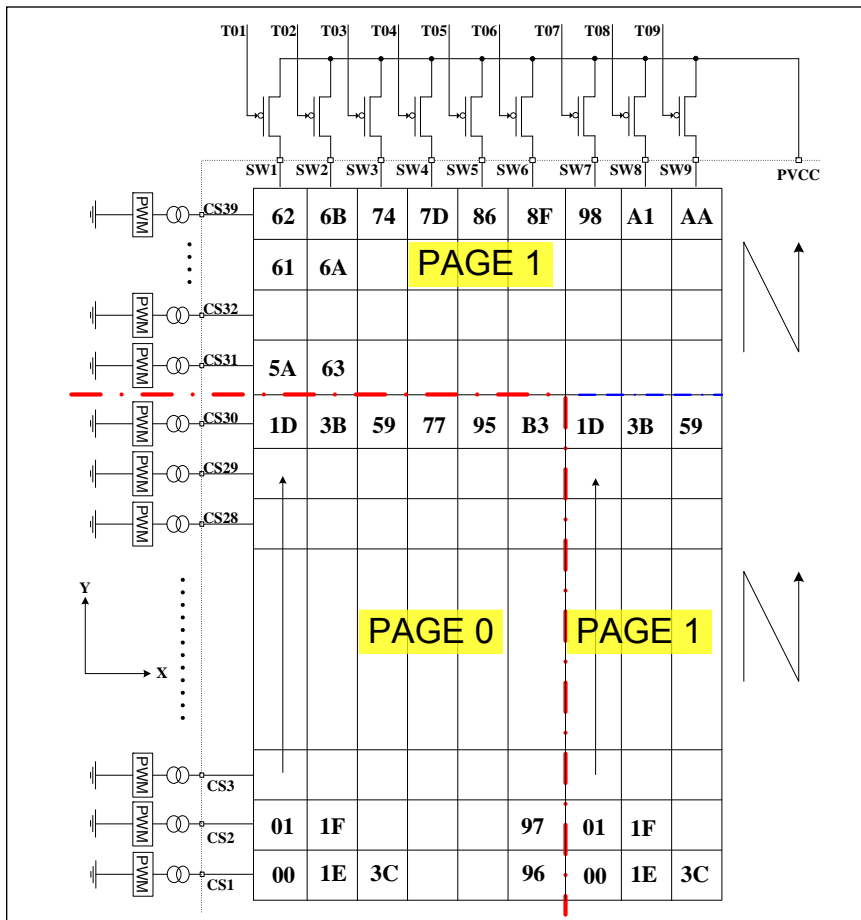 T01 T02 T03 T04 T05 T06 T07 T08 T09
SW1 SW2 SW3 SW4 SW5 SW6 SW7 SW8 SW9 PVCC
PWM CS39 62 6B 74 7D 86 8F 98 A1 AA
61 6A
PAGE 1
PWM CS32
PWM CS31 5A 63
PWM CS30 1D 3B 59 77 95 B3 1D 3B 59
PWM CS29
PWM CS28
Y
X
PAGE 0 PAGE 1
PWM CS3
PWM CS2 01 1F 97 01 1F
PWM CS1 00 1E 3C 96 00 1E 3C